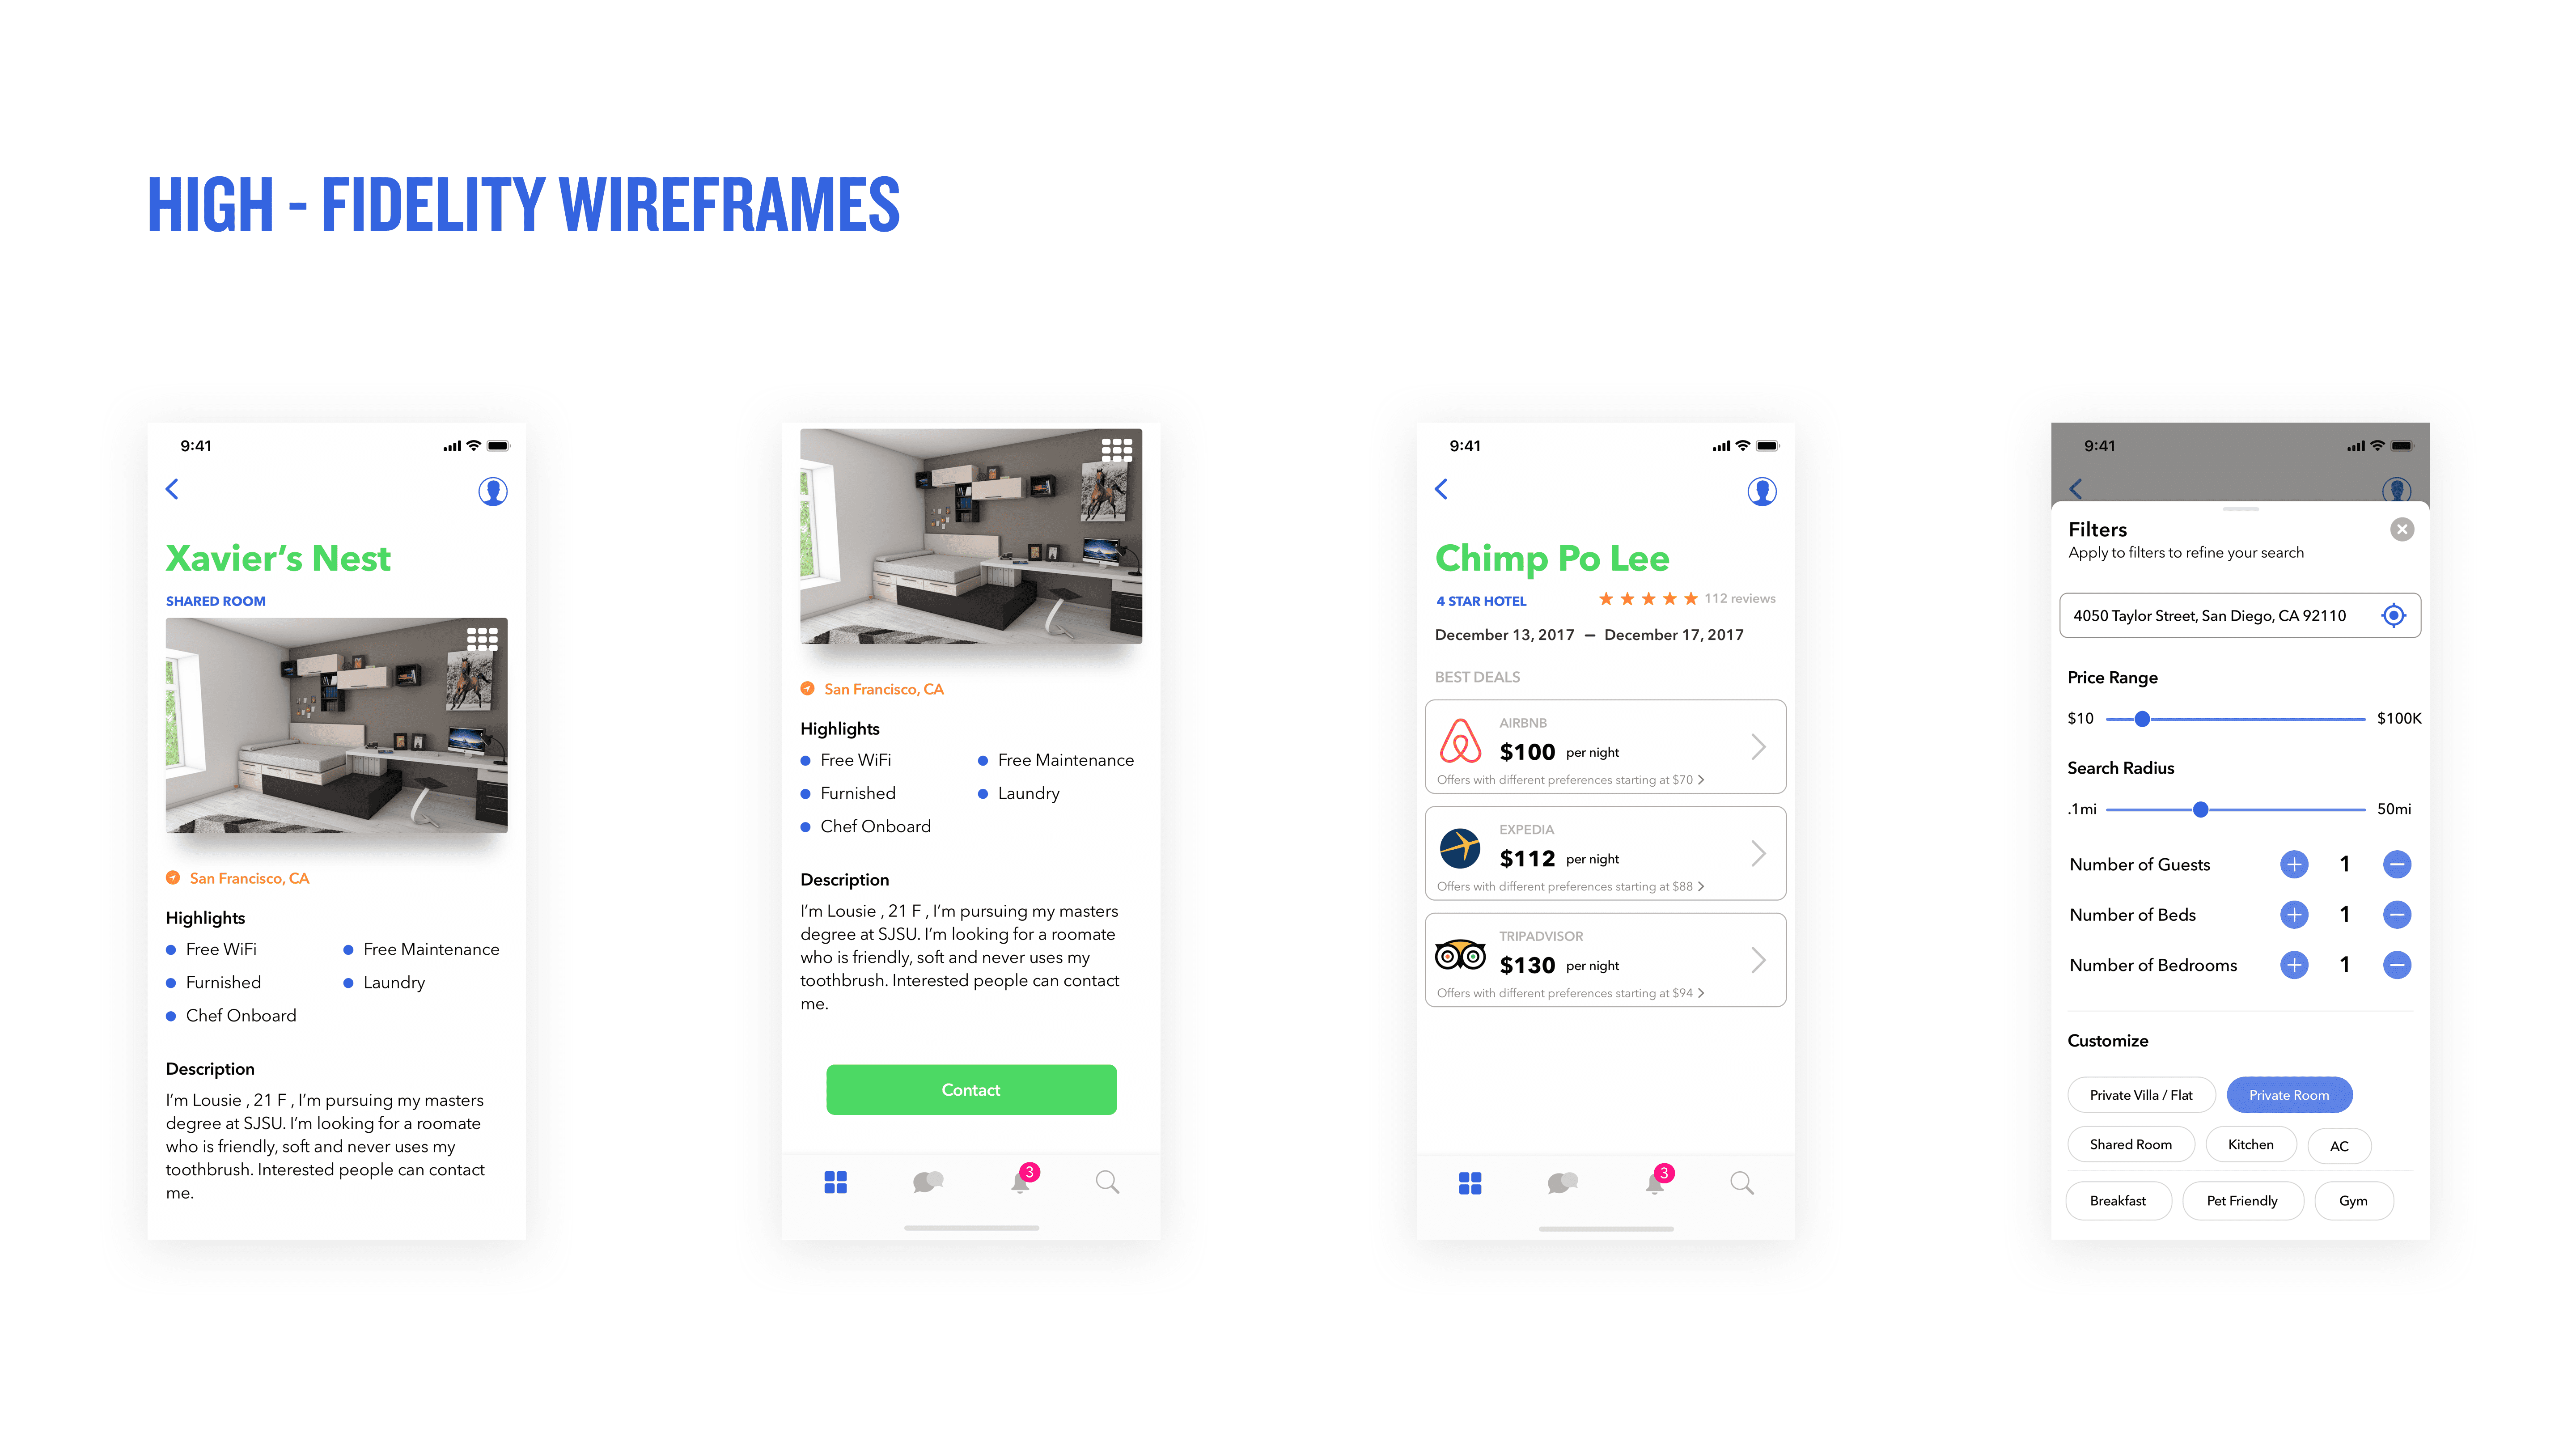 HIGH - FIDELITY WIREFRAMES
9:41
Xavier’s Nest
SHARED ROOM
San Francisco, CA
Highlights
Free WiFi
Free Maintenance
Furnished
Laundry
Chef Onboard
Description
I’m Lousie , 21 F , I’m pursuing my masters
degree at SJSU. I’m looking for a roomate
who is friendly, soft and never uses my
toothbrush. Interested people can contact
me.
San Francisco, CA
Highlights
Free WiFi
Free Maintenance
Furnished
Laundry
Chef Onboard
Description
I’m Lousie , 21 F , I’m pursuing my masters
degree at SJSU. I’m looking for a roomate
who is friendly, soft and never uses my
toothbrush. Interested people can contact
me.
Contact
3
9:41
Chimp Po Lee
4 STAR HOTEL
112 reviews
December 13, 2017 – December 17, 2017
BEST DEALS
AIRBNB
$100 per night
Offers with different preferences starting at $70
EXPEDIA
$112 per night
Offers with different preferences starting at $88
TRIPADVISOR
$130 per night
Offers with different preferences starting at $94
3
9:41
Filters
Apply to filters to refine your search
4050 Taylor Street, San Diego, CA 92110
Price Range
$10 $100K
Search Radius
.1mi 50mi
Number of Guests 1
Number of Beds 1
Number of Bedrooms 1
Customize
Private Villa / Flat Private Room
Shared Room Kitchen AC
Breakfast Pet Friendly Gym